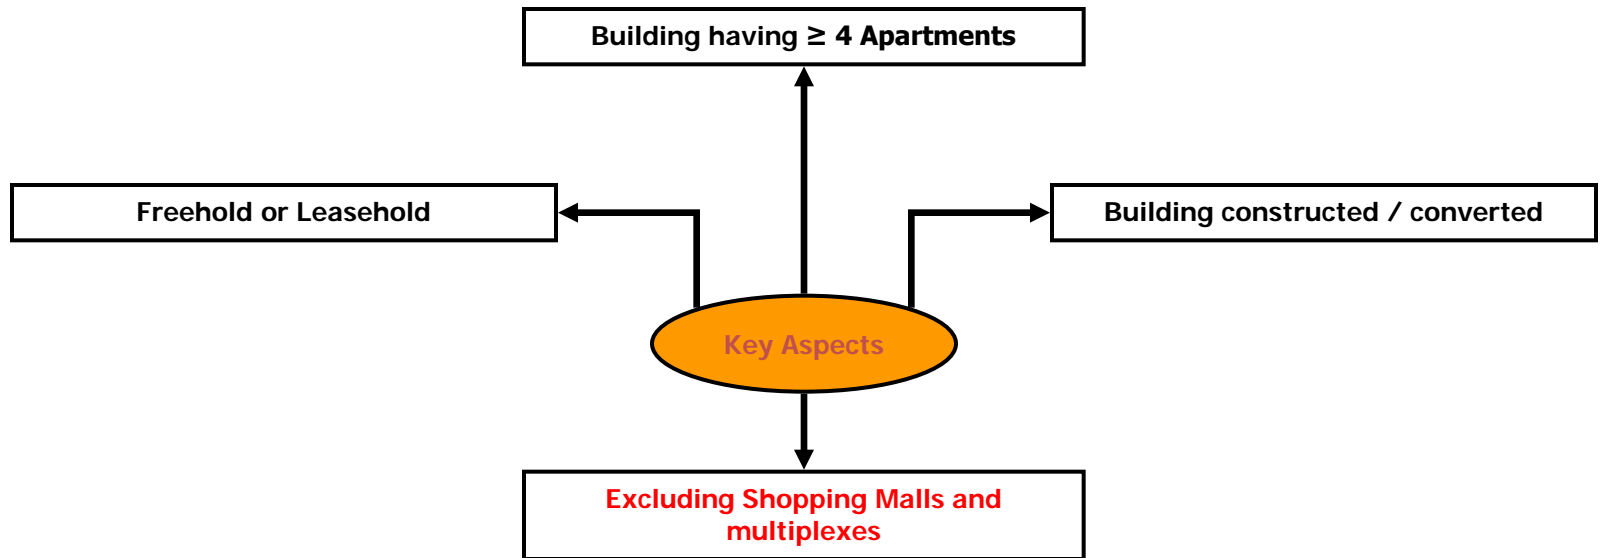 Building having ≥ 4 Apartments
Freehold or Leasehold
Building constructed / converted
Key Aspects
Excluding Shopping Malls and
multiplexes